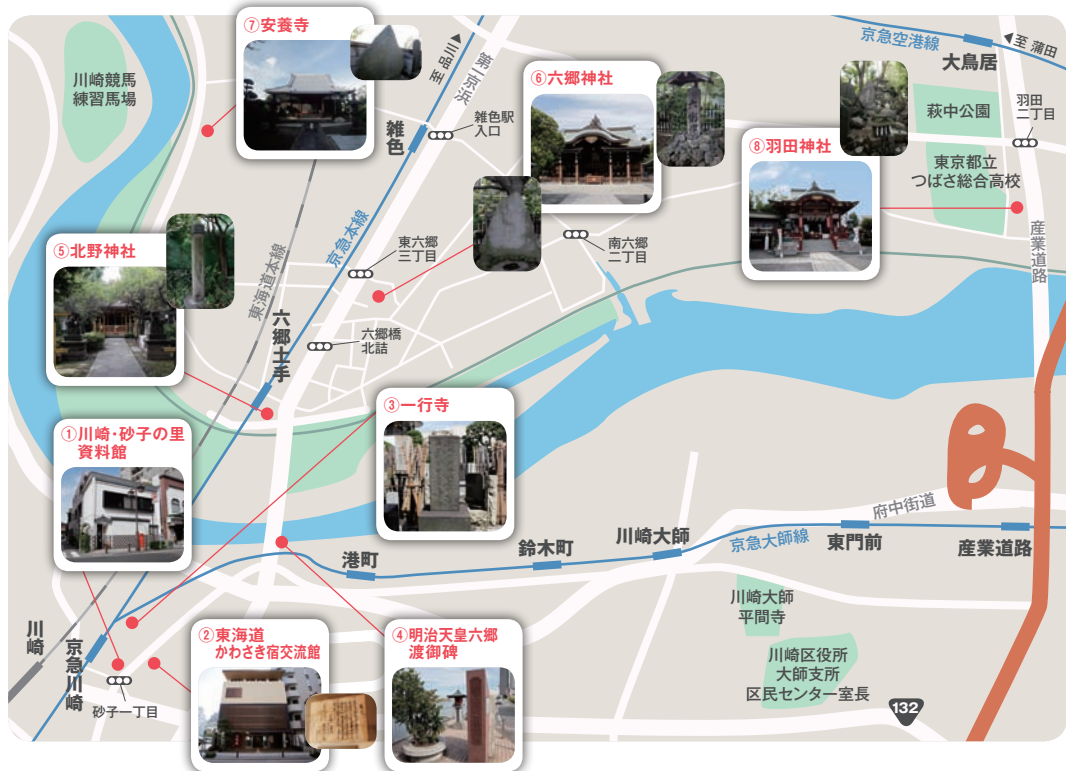 ⑦安養寺
川崎競馬
練習馬場
至 品川
第一京浜
雑色
雑色駅
入口
⑥六郷神社
京急空港線
大鳥居
至 蒲田
萩中公園
羽田
二丁目
⑧羽田神社
東京都立
つばさ総合高校
産業道路
⑤北野神社
東海道本線
京急本線
東六郷
三丁目
南六郷
二丁目
六郷土手
六郷橋
北詰
③一行寺
①川崎・砂子の里
資料館
府中街道
港町
鈴木町
川崎大師
京急大師線
東門前
産業道路
川崎
京急川崎
砂子一丁目
②東海道
かわさき宿交流館
④明治天皇六郷
渡御碑
川崎大師
平間寺
川崎区役所
大師支所
区民センター室長
132